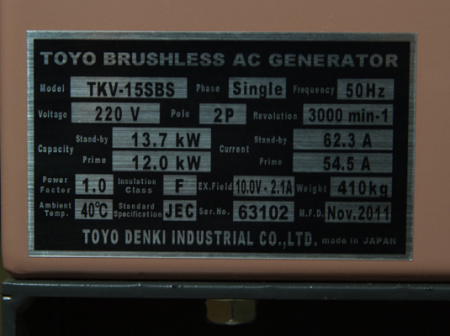 TOYO BRUSHLESS AC GENERATOR
Model TKV-15SBS Phase Single Frequency 50Hz
Voltage 220 V Pole 2P Revolution 3000 min-1
Capacity Stand-by 13.7 kW Current Stand-by 62.3 A
Prime 12.0 kW Prime 54.5 A
Power Factor 1.0 Insulation Class F EX.Field 10.0V-2.1A Weight 410kg
Ambient Temp. 40°C Standard Specification JEC Ser.No. 63102 M.F.D. Nov.2011
TOYO DENKI INDUSTRIAL CO.,LTD. made in JAPAN